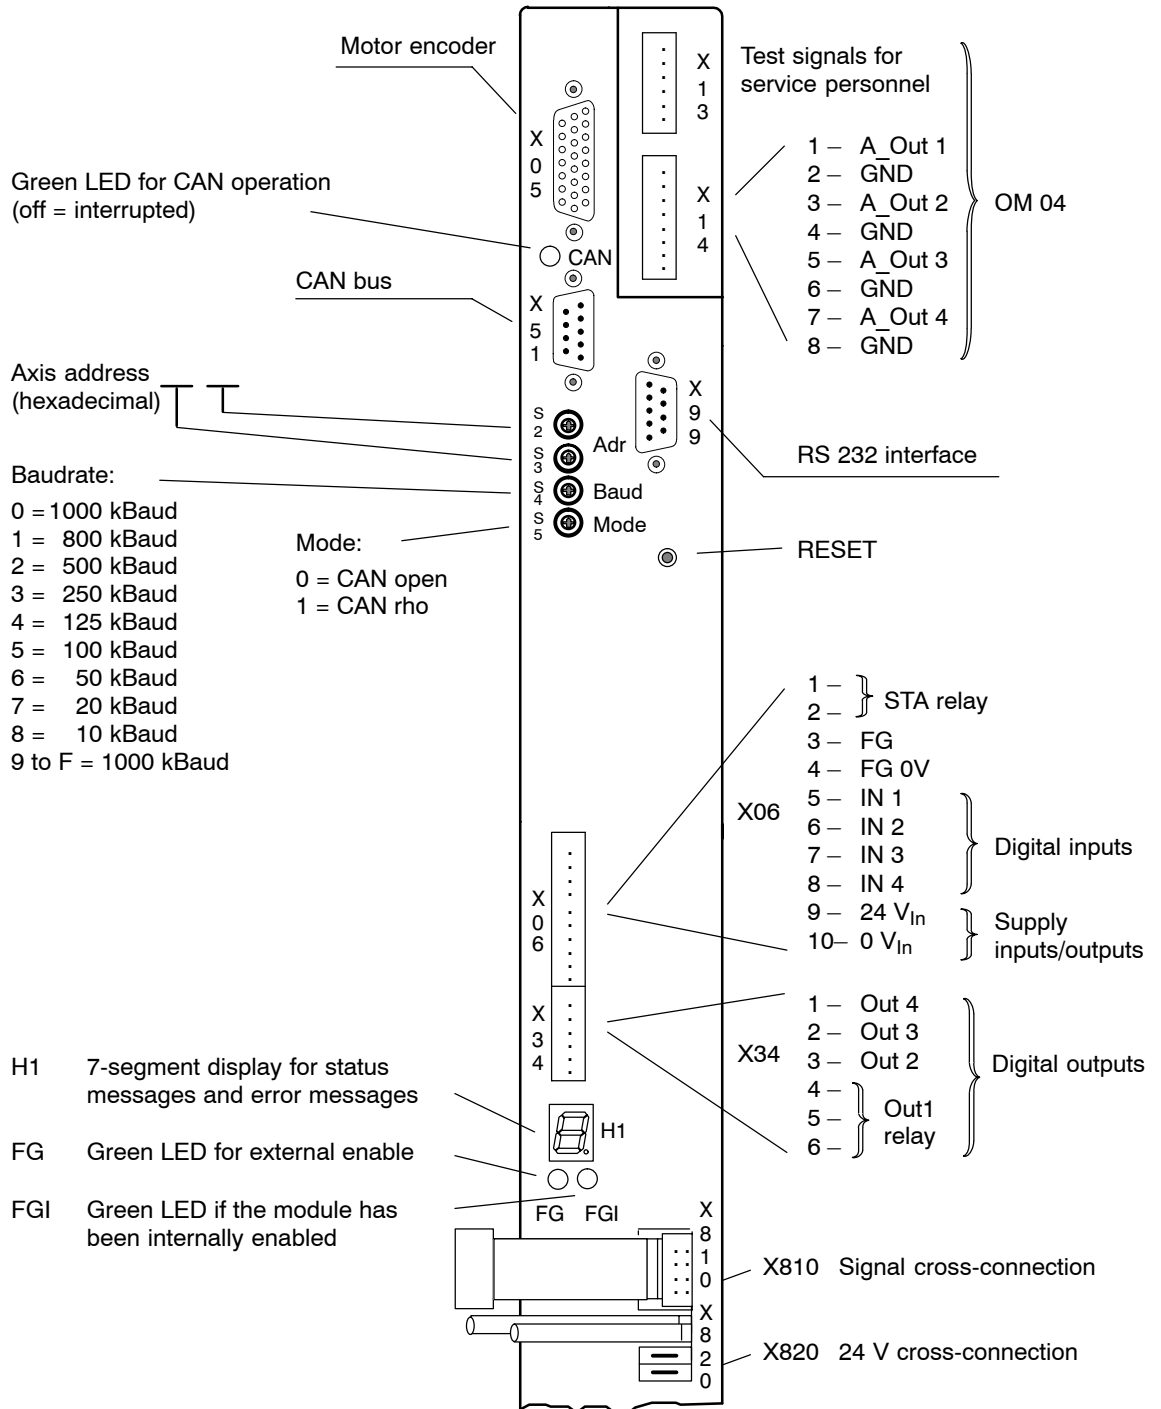 Motor encoder
X
0
5
X
1
3
Test signals for
service personnel
X
1
4
1 – A_Out 1
2 – GND
3 – A_Out 2
4 – GND
5 – A_Out 3
6 – GND
7 – A_Out 4
8 – GND
OM 04
Green LED for CAN operation
(off = interrupted)
CAN
CAN bus
X
5
1
Axis address
(hexadecimal)
S
2
S
3
Adr
S
4
Baud
S
5
Mode
X
9
9
RS 232 interface
RESET
Baudrate:
0 = 1000 kBaud
1 = 800 kBaud
2 = 500 kBaud
3 = 250 kBaud
4 = 125 kBaud
5 = 100 kBaud
6 = 50 kBaud
7 = 20 kBaud
8 = 10 kBaud
9 to F = 1000 kBaud
Mode:
0 = CAN open
1 = CAN rho
X06
1 –
2 –
STA relay
3 – FG
4 – FG 0V
5 – IN 1
6 – IN 2
7 – IN 3
8 – IN 4
Digital inputs
9 – 24 VIn
10– 0 VIn
Supply
inputs/outputs
X
0
6
X
3
4
X34
1 – Out 4
2 – Out 3
3 – Out 2
4 –
5 –
6 –
Out1
relay
Digital outputs
H1 7-segment display for status
messages and error messages
H1
FG Green LED for external enable
FGI Green LED if the module has
been internally enabled
FG FGI
X
8
1
0
X810 Signal cross-connection
X
8
2
0
X820 24 V cross-connection